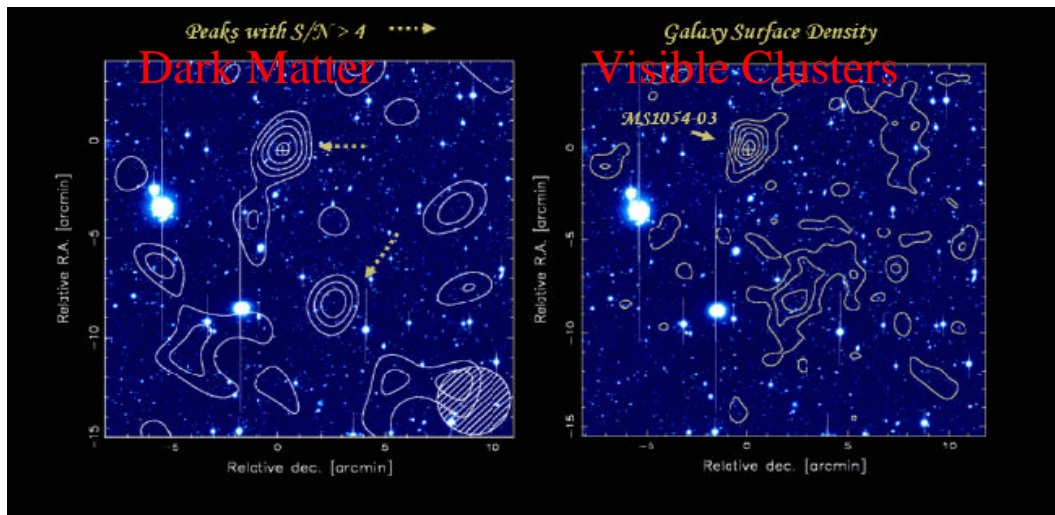 Peaks with S/N > 4
Dark Matter
Relative R.A. [arcmin]
0
-5
-10
-15
-5
0
5
10
Relative dec. [arcmin]
Galaxy Surface Density
Visible Clusters
MS1054-03
Relative R.A. [arcmin]
0
-5
-10
-15
-5
0
5
10
Relative dec. [arcmin]